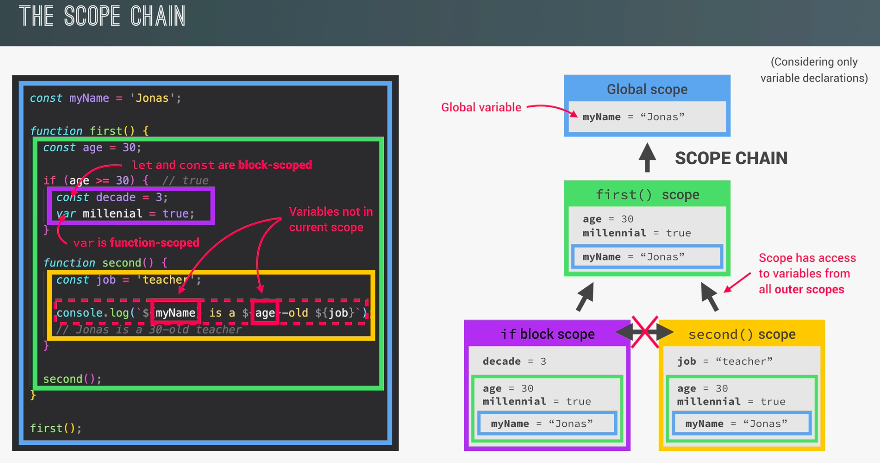 THE SCOPE CHAIN
(Considering only
variable declarations)
const myName = 'Jonas';
function first() {
const age = 30;
let and const are block-scoped
if (age >= 30) { // true
const decade = 3;
var millenial = true;
}
var is function-scoped
Variables not in
current scope
function second() {
const job = 'teacher';
console.log(`${myName} is a ${age}-old ${job}`)
// Jonas is a 30-old teacher
}
second();
}
first();
Global variable
Global scope
myName = “Jonas”
SCOPE CHAIN
first() scope
age = 30
millennial = true
myName = “Jonas”
Scope has access
to variables from
all outer scopes
if block scope
decade = 3
age = 30
millennial = true
myName = “Jonas”
second() scope
job = “teacher”
age = 30
millennial = true
myName = “Jonas”